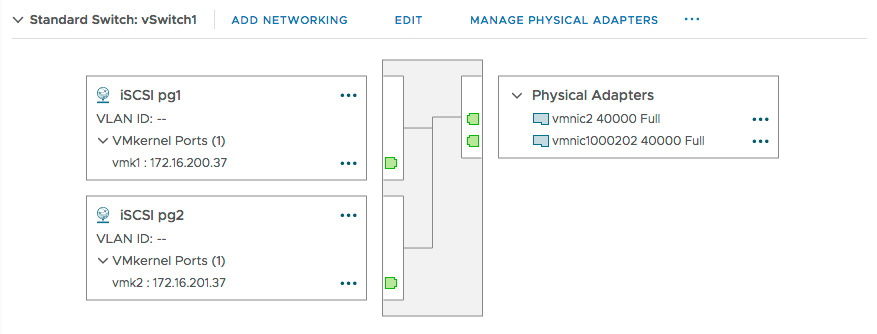 Standard Switch: vSwitch1 ADD NETWORKING EDIT MANAGE PHYSICAL ADAPTERS ...
iSCSI pg1 ...
VLAN ID: --
VMkernel Ports (1)
vmk1 : 172.16.200.37 ...
iSCSI pg2 ...
VLAN ID: --
VMkernel Ports (1)
vmk2 : 172.16.201.37 ...
Physical Adapters
vmnic2 40000 Full ...
vmnic1000202 40000 Full ...